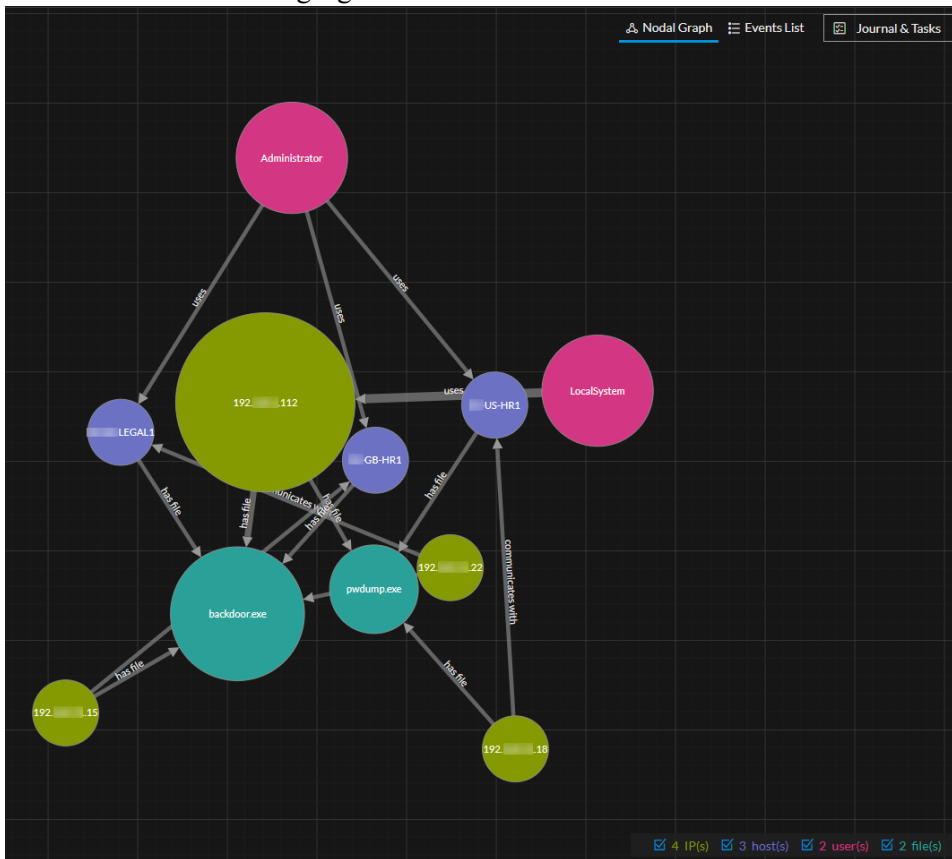 Nodal Graph Events List Journal & Tasks
Administrator
uses
uses
uses
uses
LocalSystem
192. .112
US-HR1
LEGAL1
GB-HR1
has file
has file
communicates with
has file
has file
has file
192. .22
pwdump.exe
backdoor.exe
communicates with
has file
has file
192. .15
192. .18
4 IP(s) 3 host(s) 2 user(s) 2 file(s)